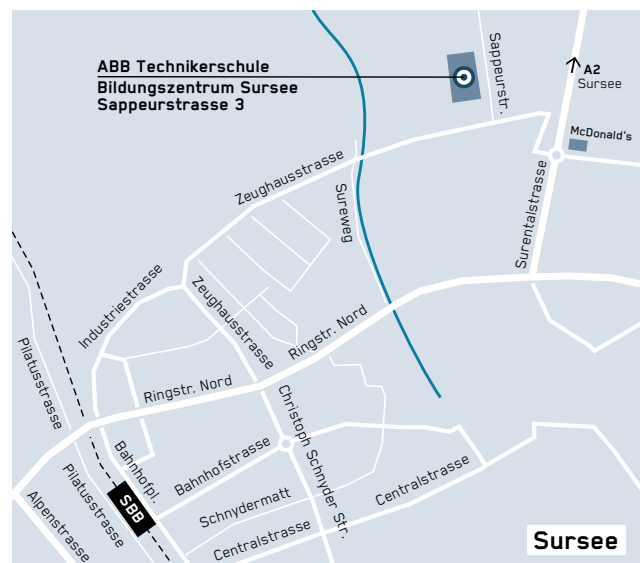 ABB Technikerschule
Bildungszentrum Sursee
Sappeurstrasse 3
Sappeurstr.
A2
Sursee
McDonald's
Zeughausstrasse
Sureweg
Surentalstrasse
Industriestrasse
Zeughausstrasse
Ringstr. Nord
Pilatusstrasse
Ringstr. Nord
Christoph Schnyder Str.
Bahnhofpl.
Bahnhofstrasse
Pilatusstrasse
SBB
Alpenstrasse
Schnydermatt
Centralstrasse
Centralstrasse
Sursee